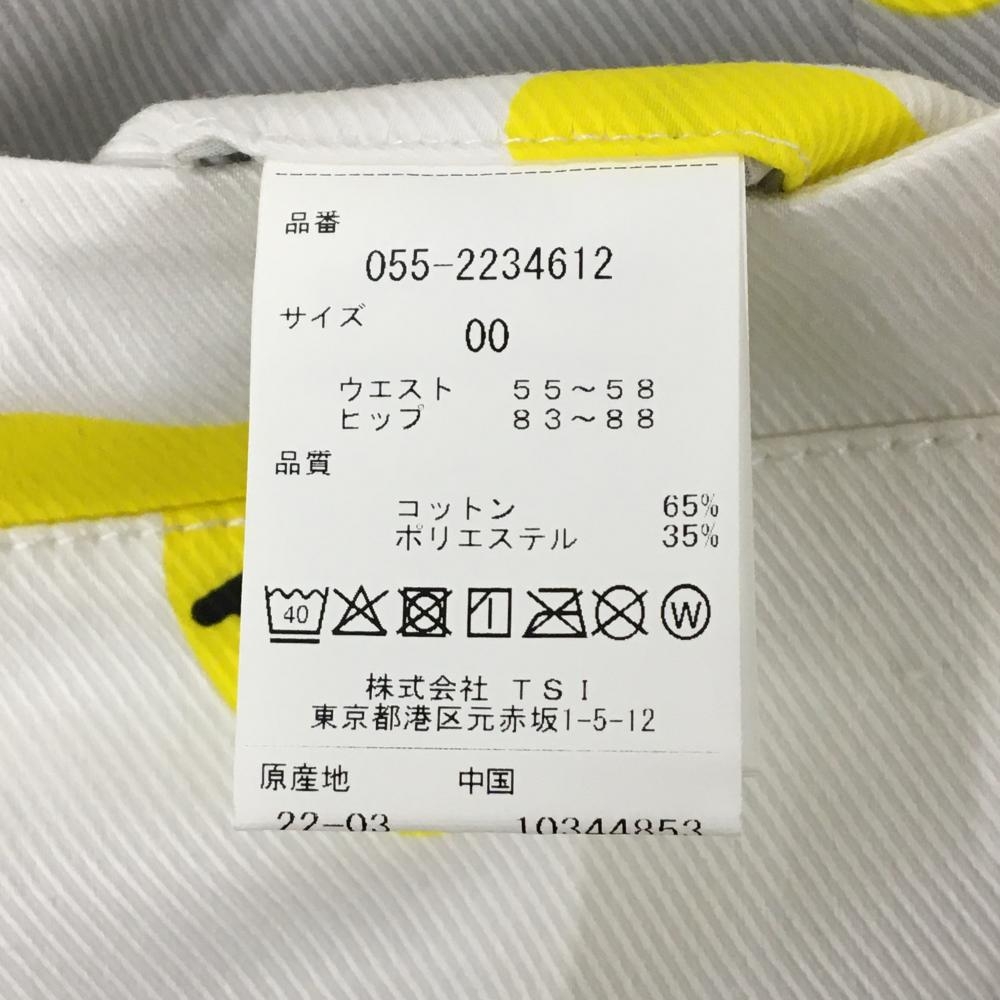 品番
055-2234612
サイズ
00
ウエスト 55～58
ヒップ 83～88
品質
コットン 65%
ポリエステル 35%
40 W
株式会社 TSI
東京都港区元赤坂1-5-12
原産地 中国
22-03 10344853